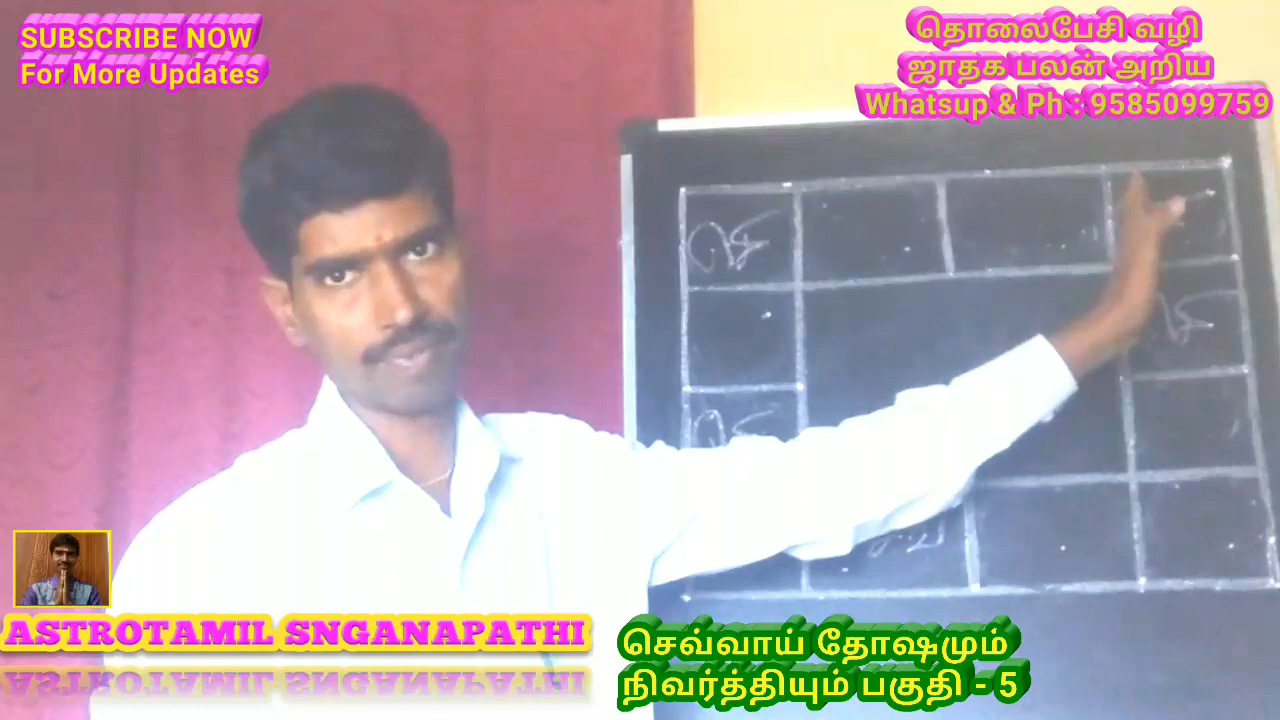 SUBSCRIBE NOW
For More Updates
தொலைபேசி வழி
ஜாதக பலன் அறிய
Whatsup & Ph : 9585099759
செ
ASTROTAMIL SNGANAPATHI
செவ்வாய் தோஷமும்
நிவர்த்தியும் பகுதி - 5